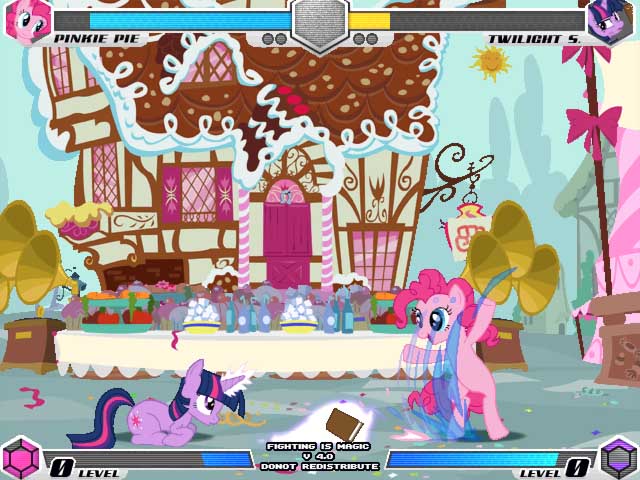 PINKIE PIE
TWILIGHT S.
0 LEVEL
FIGHTING IS MAGIC
V 4.0
DONOT REDISTRIBUTE
LEVEL 0